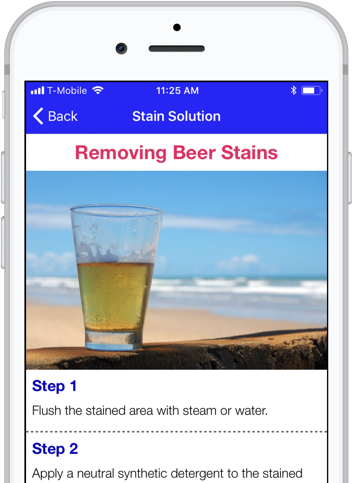 T-Mobile 11:25 AM
Back Stain Solution
Removing Beer Stains
Step 1
Flush the stained area with steam or water.
Step 2
Apply a neutral synthetic detergent to the stained